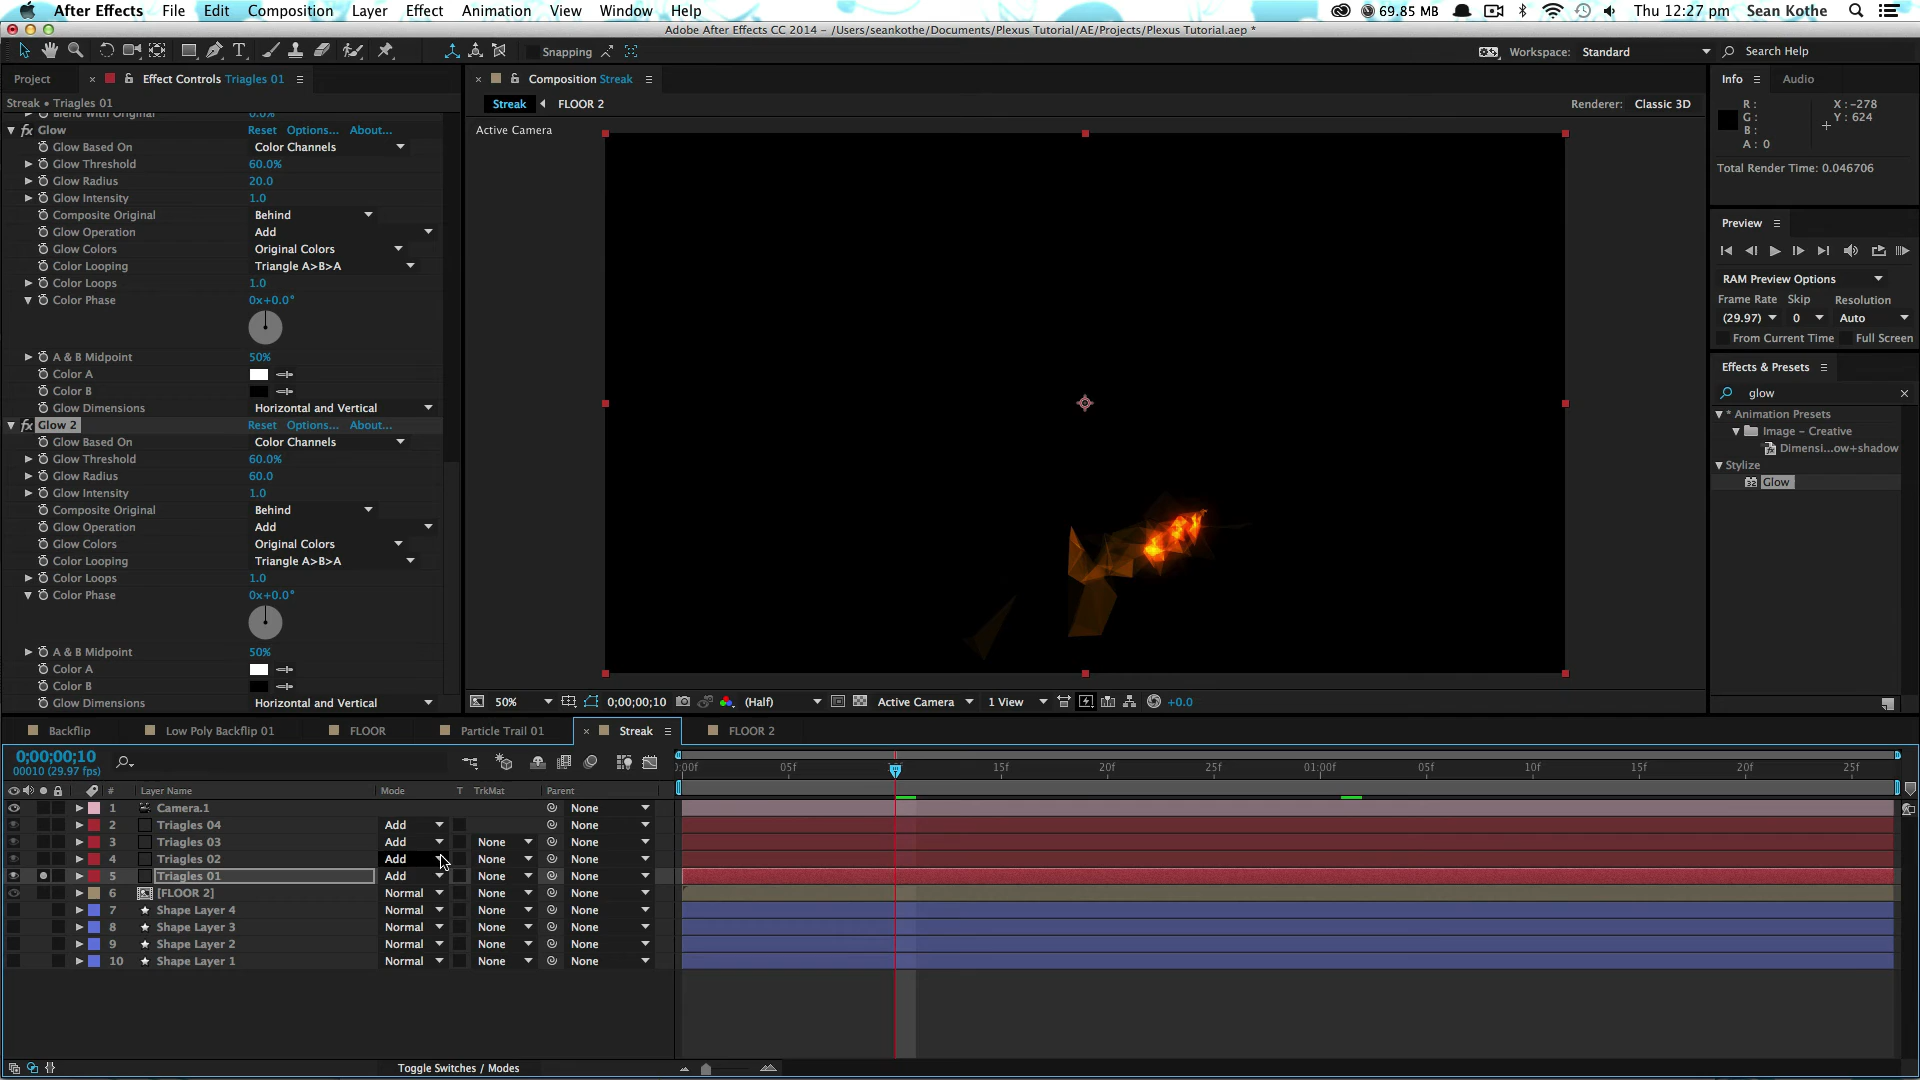 After Effects File Edit Composition Layer Effect Animation View Window Help 69.85 MB Thu 12:27 pm Sean Kothe
Adobe After Effects CC 2014 – /Users/seankothe/Documents/Plexus Tutorial/AE/Projects/Plexus Tutorial.aep *
Snapping Workspace: Standard Search Help
Project Effect Controls Triagles 01
Streak • Triagles 01
Blend With Original 0.0%
fx Glow Reset Options... About...
Glow Based On Color Channels
Glow Threshold 60.0%
Glow Radius 20.0
Glow Intensity 1.0
Composite Original Behind
Glow Operation Add
Glow Colors Original Colors
Color Looping Triangle A>B>A
Color Loops 1.0
Color Phase 0x+0.0°
A & B Midpoint 50%
Color A
Color B
Glow Dimensions Horizontal and Vertical
fx Glow 2 Reset Options... About...
Glow Based On Color Channels
Glow Threshold 60.0%
Glow Radius 60.0
Glow Intensity 1.0
Composite Original Behind
Glow Operation Add
Glow Colors Original Colors
Color Looping Triangle A>B>A
Color Loops 1.0
Color Phase 0x+0.0°
A & B Midpoint 50%
Color A
Color B
Glow Dimensions Horizontal and Vertical
Composition Streak
Streak FLOOR 2 Renderer: Classic 3D
Active Camera
50% 0;00;00;10 (Half) Active Camera 1 View +0.0
Info Audio
R: X : -278
G: Y : 624
B:
A : 0
Total Render Time: 0.046706
Preview
RAM Preview Options
Frame Rate Skip Resolution
(29.97) 0 Auto
From Current Time Full Screen
Effects & Presets
glow
* Animation Presets
Image – Creative
Dimensi...ow+shadow
Stylize
Glow
Backflip Low Poly Backflip 01 FLOOR Particle Trail 01 Streak FLOOR 2
0;00;00;10
00010 (29.97 fps)
):00f 05f 15f 20f 25f 01:00f 05f 10f 15f 20f 25f
# Layer Name Mode T TrkMat Parent
1 Camera.1 None
2 Triagles 04 Add None
3 Triagles 03 Add None None
4 Triagles 02 Add None None
5 Triagles 01 Add None None
6 [FLOOR 2] Normal None None
7 Shape Layer 4 Normal None None
8 Shape Layer 3 Normal None None
9 Shape Layer 2 Normal None None
10 Shape Layer 1 Normal None None
Toggle Switches / Modes